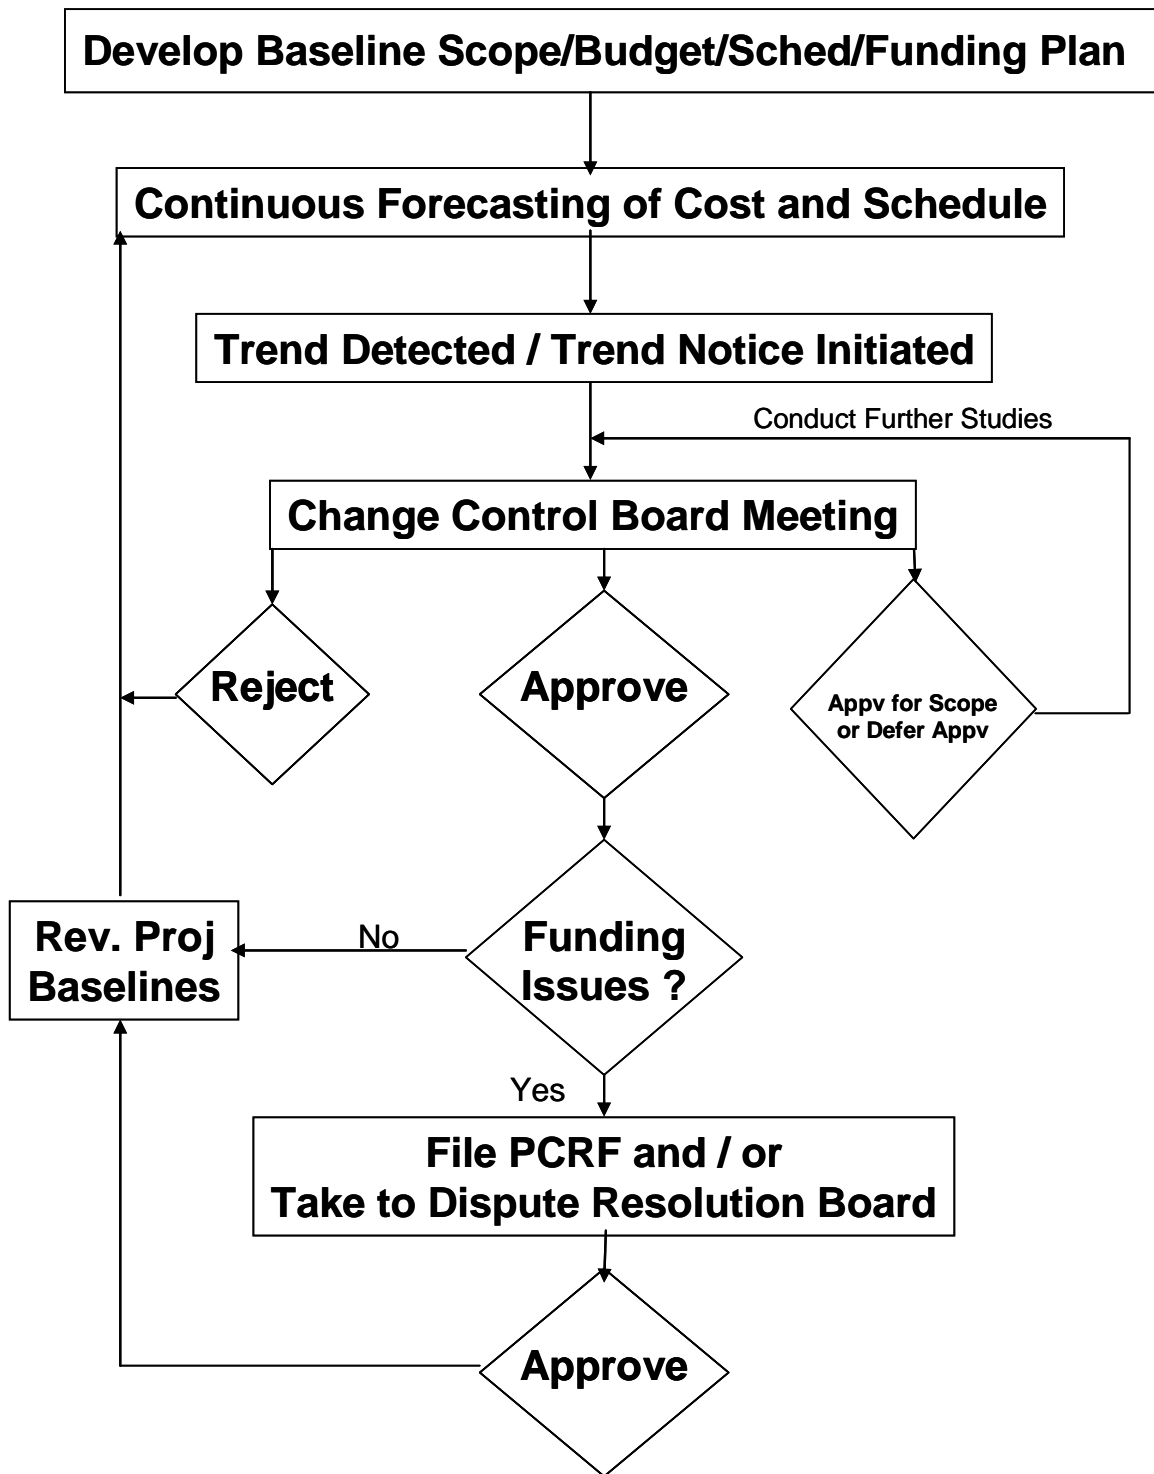 Develop Baseline Scope/Budget/Sched/Funding Plan
Continuous Forecasting of Cost and Schedule
Trend Detected / Trend Notice Initiated
Conduct Further Studies
Change Control Board Meeting
Reject
Approve
Appv for Scope
or Defer Appv
Rev. Proj
Baselines
No
Funding
Issues ?
Yes
File PCRF and / or
Take to Dispute Resolution Board
Approve